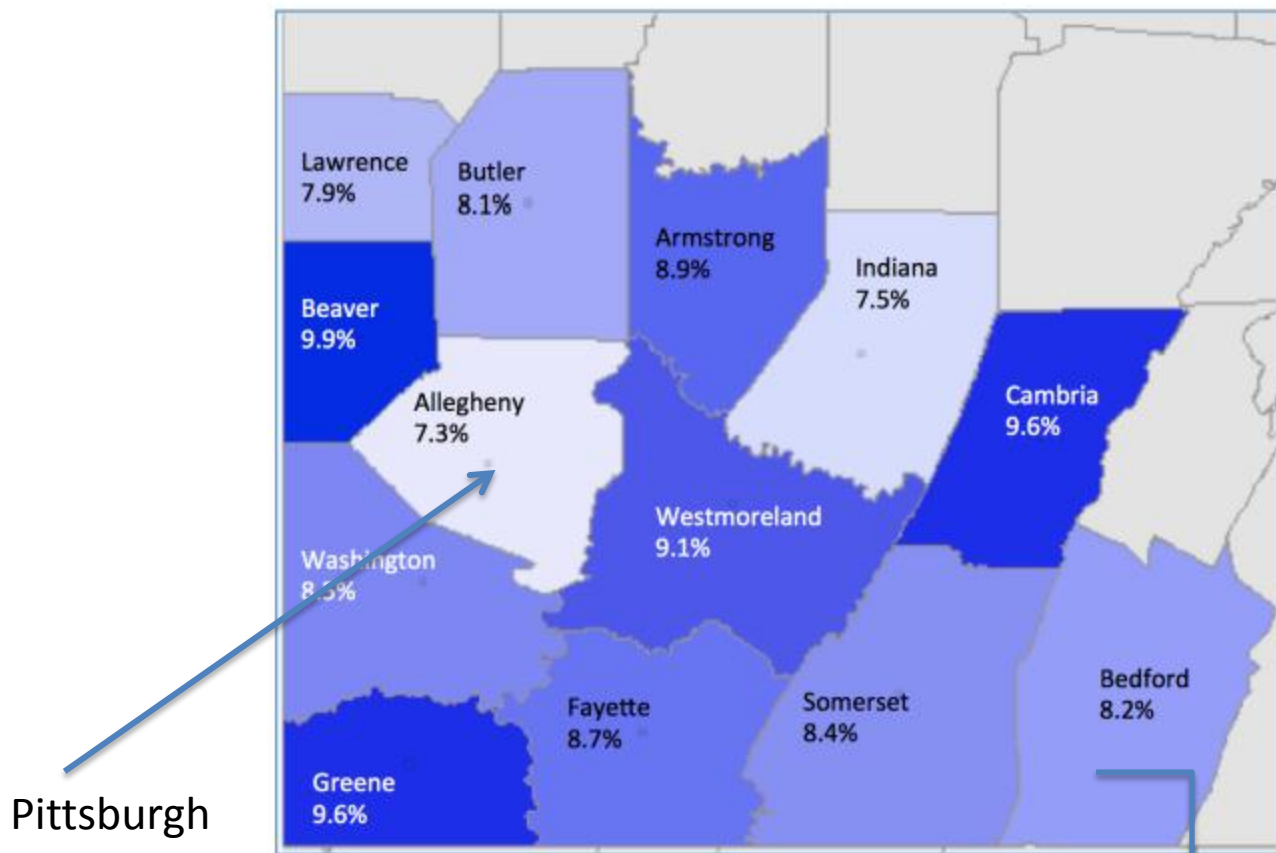 Lawrence
7.9%
Butler
8.1%
Armstrong
8.9%
Indiana
7.5%
Beaver
9.9%
Allegheny
7.3%
Cambria
9.6%
Westmoreland
9.1%
Washington
Fayette
8.7%
Somerset
8.4%
Bedford
8.2%
Greene
9.6%
Pittsburgh